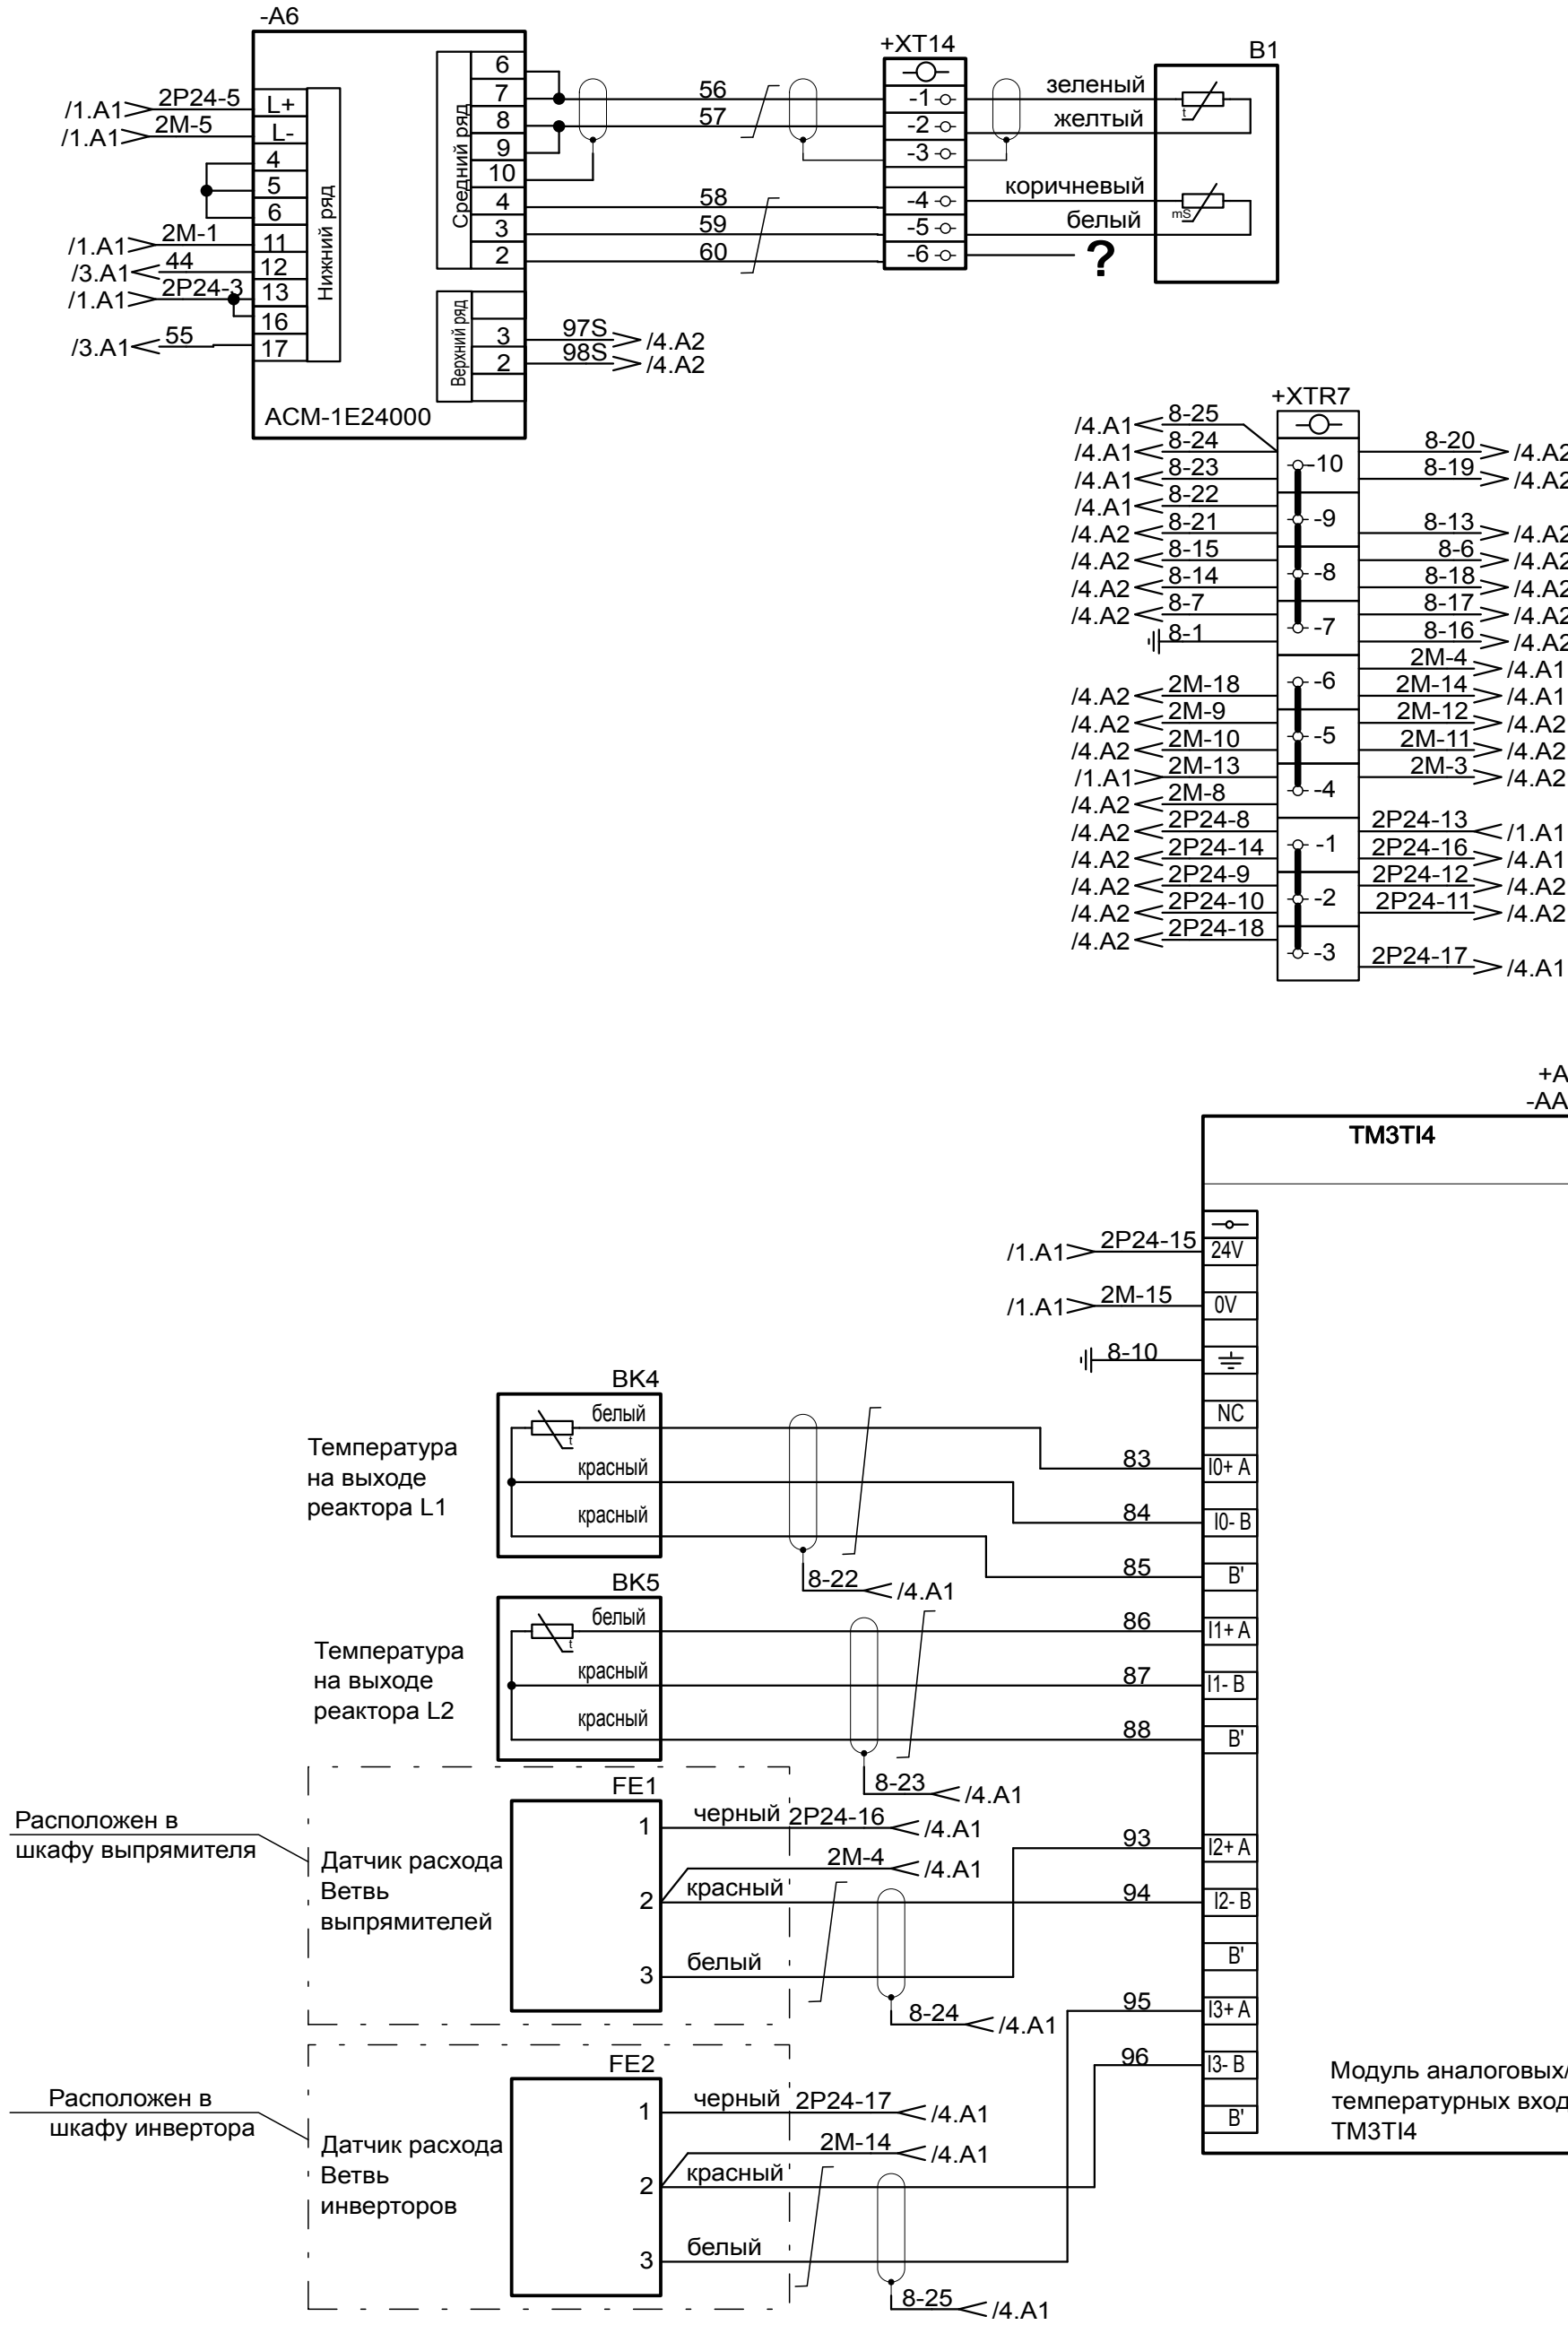 -A6
+XT14
B1
6
7
8
9
10
4
3
2
Средний ряд
L+
L-
4
5
6
11
12
13
16
17
Нижний ряд
/1.A1
2P24-5
/1.A1
2M-5
/1.A1
2M-1
/3.A1
44
/1.A1
2P24-3
/3.A1
55
Верхний ряд
3
2
97S
/4.A2
98S
/4.A2
ACM-1E24000
56
57
58
59
60
-1
-2
-3
-4
-5
-6
зеленый
желтый
коричневый
белый
?
t
mS
+XTR7
/4.A1
8-25
/4.A1
8-24
/4.A1
8-23
/4.A1
8-22
/4.A2
8-21
/4.A2
8-15
/4.A2
8-14
/4.A2
8-7
8-1
/4.A2
2M-18
/4.A2
2M-9
/4.A2
2M-10
/1.A1
2M-13
/4.A2
2M-8
/4.A2
2P24-8
/4.A2
2P24-14
/4.A2
2P24-9
/4.A2
2P24-10
/4.A2
2P24-18
-10
-9
-8
-7
-6
-5
-4
-1
-2
-3
8-20
/4.A2
8-19
/4.A2
8-13
/4.A2
8-6
/4.A2
8-18
/4.A2
8-17
/4.A2
8-16
/4.A2
2M-4
/4.A1
2M-14
/4.A1
2M-12
/4.A2
2M-11
/4.A2
2M-3
/4.A2
2P24-13
/1.A1
2P24-16
/4.A1
2P24-12
/4.A2
2P24-11
/4.A2
2P24-17
/4.A1
+A
-AA
TM3TI4
/1.A1
2P24-15
24V
/1.A1
2M-15
0V
8-10
NC
83
I0+ A
84
I0- B
85
B'
86
I1+ A
87
I1- B
88
B'
93
I2+ A
94
I2- B
B'
95
I3+ A
96
I3- B
B'
Модуль аналоговых/
температурных вход
TM3TI4
BK4
белый
t
красный
красный
Температура
на выходе
реактора L1
8-22
/4.A1
BK5
белый
t
красный
красный
Температура
на выходе
реактора L2
8-23
/4.A1
Расположен в
шкафу выпрямителя
FE1
1
2
3
Датчик расхода
Ветвь
выпрямителей
черный
2P24-16
/4.A1
2M-4
/4.A1
красный
белый
8-24
/4.A1
Расположен в
шкафу инвертора
FE2
1
2
3
Датчик расхода
Ветвь
инверторов
черный
2P24-17
/4.A1
2M-14
/4.A1
красный
белый
8-25
/4.A1